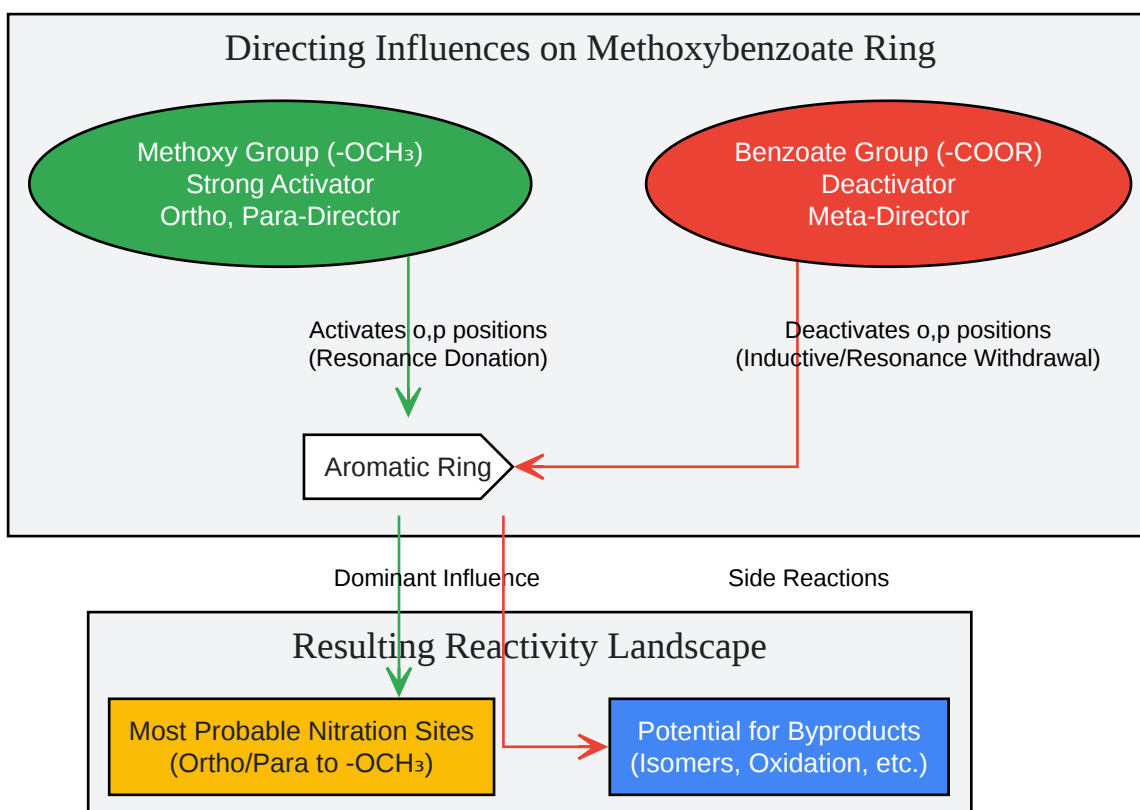 Directing Influences on Methoxybenzoate Ring
Methoxy Group (-OCH₃)
Strong Activator
Ortho, Para-Director
Benzoate Group (-COOR)
Deactivator
Meta-Director
Activates o,p positions
(Resonance Donation)
Deactivates o,p positions
(Inductive/Resonance Withdrawal)
Aromatic Ring
Dominant Influence
Side Reactions
Resulting Reactivity Landscape
Most Probable Nitration Sites
(Ortho/Para to -OCH₃)
Potential for Byproducts
(Isomers, Oxidation, etc.)